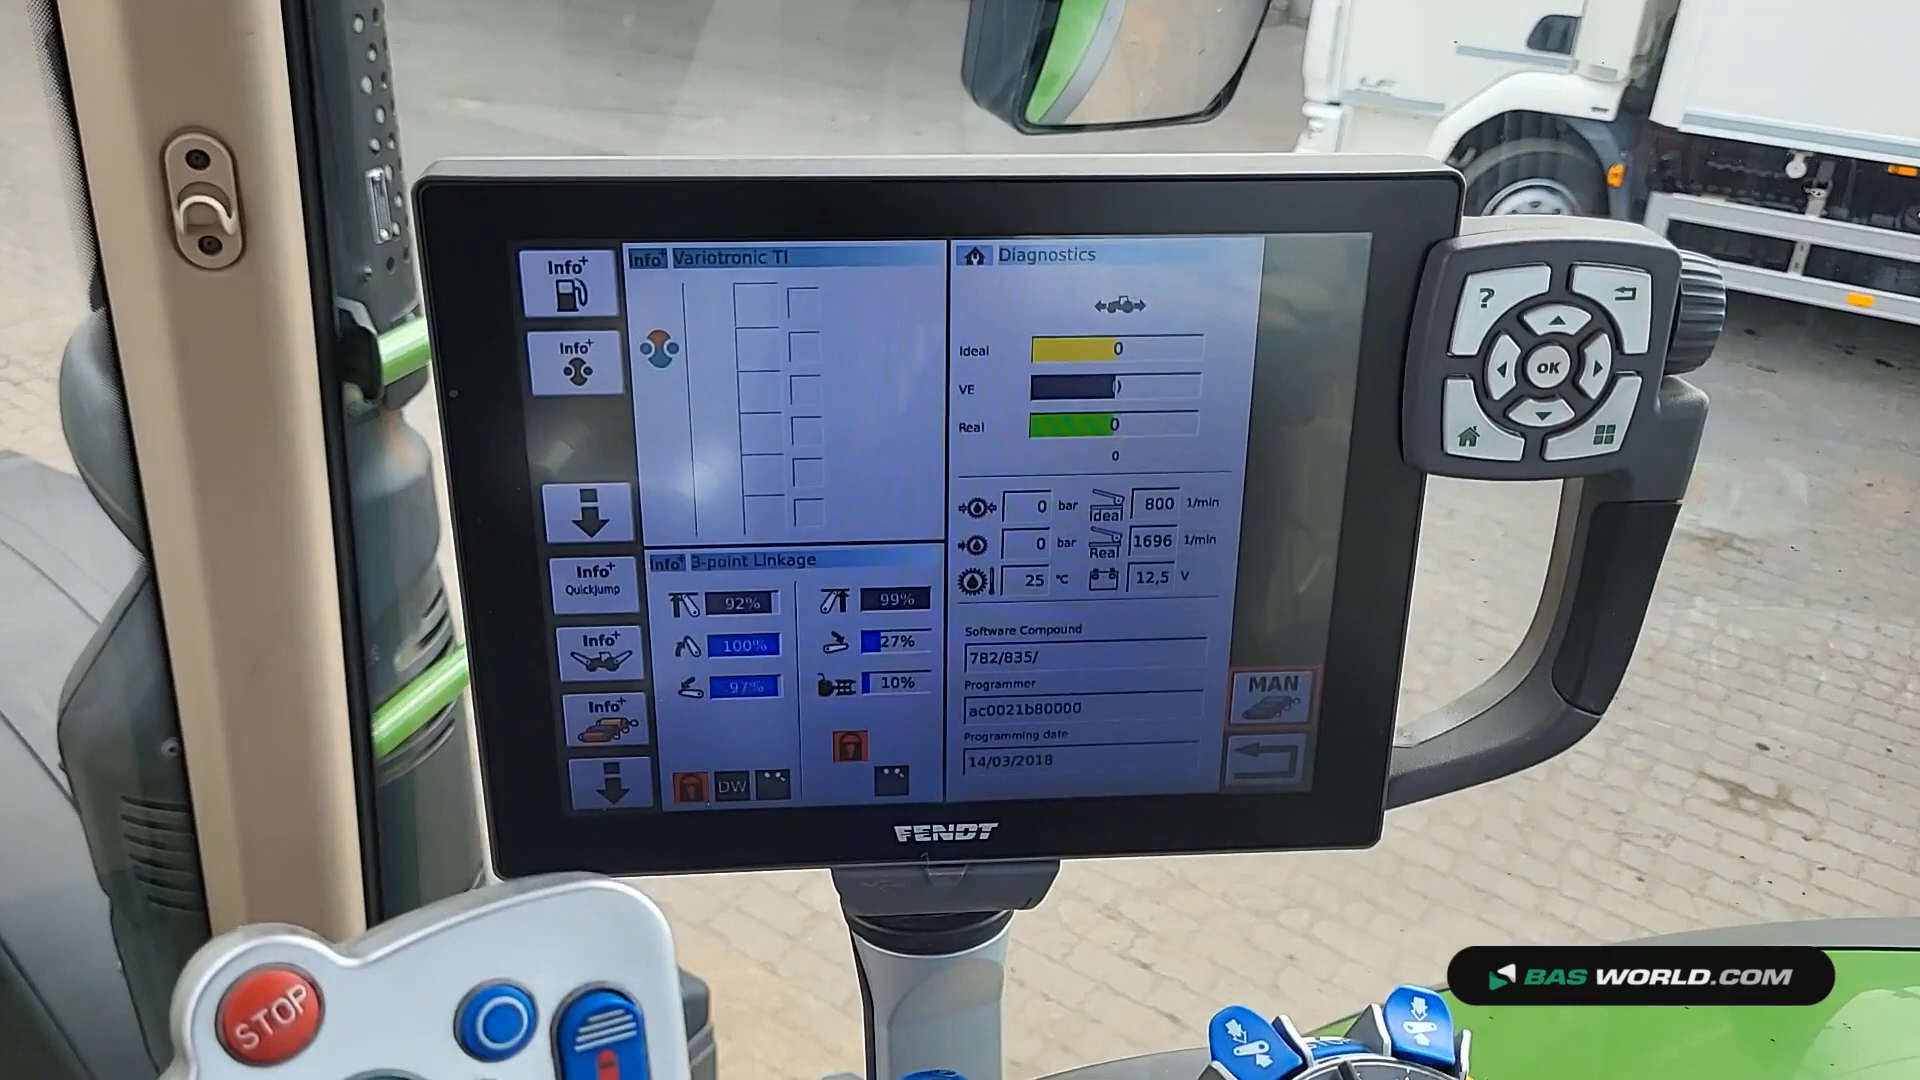 Info+
Info+
Info+
Quickjump
Info+
Info+
Info+ Variotronic TI
Info+ 3-point Linkage
92%
99%
100%
27%
97%
10%
DW
Diagnostics
Ideal 0
VE 0
Real 0
0
0 bar
Ideal 800 1/min
0 bar
Real 1696 1/min
25 °C
12,5 V
Software Compound
782/835/
Programmer
ac0021b80000
Programming date
14/03/2018
MAN
FENDT
?
OK
STOP
BAS WORLD.COM